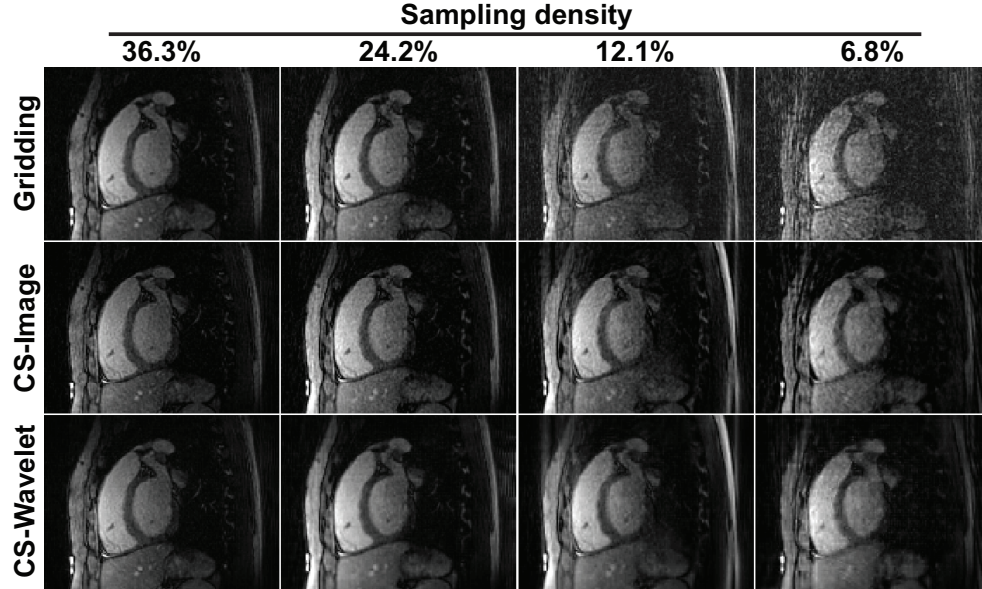 Sampling density
36.3% 24.2% 12.1% 6.8%
Gridding
CS-Image
CS-Wavelet